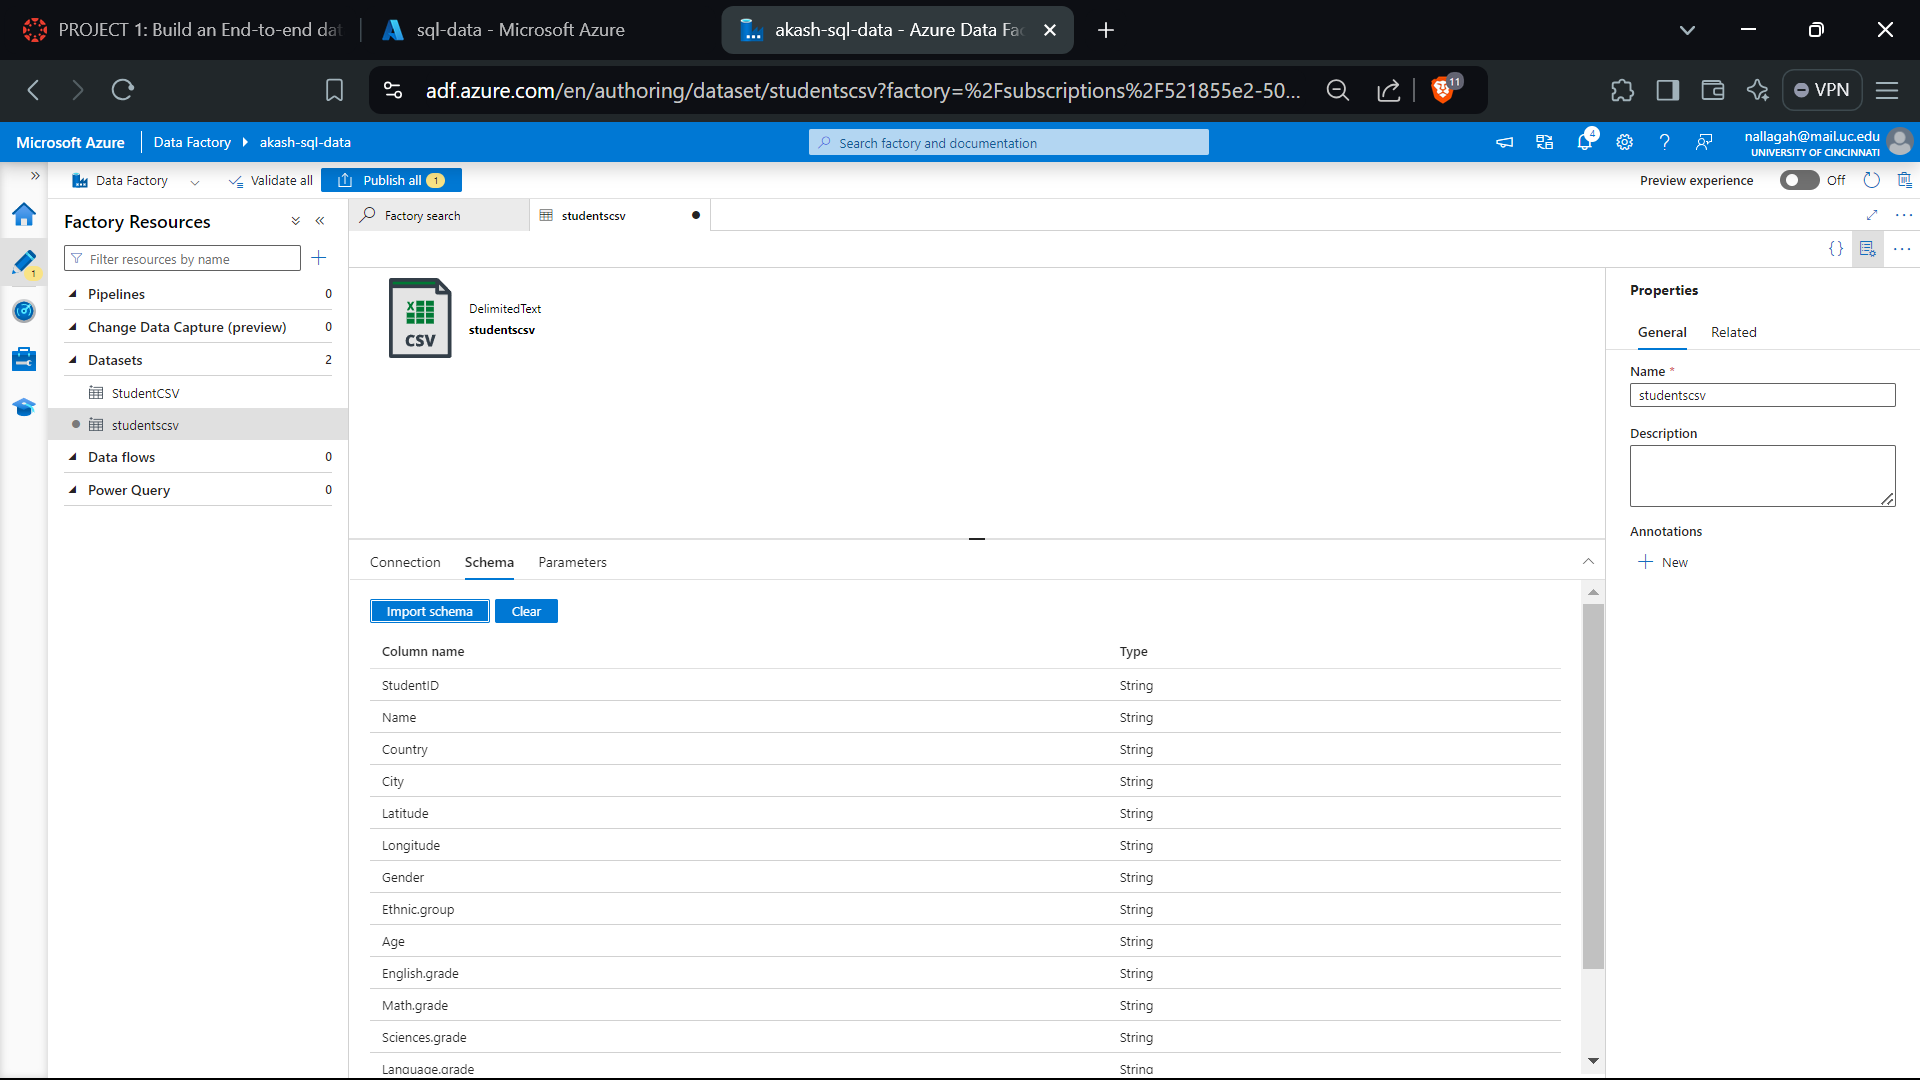 PROJECT 1: Build an End-to-end dat
sql-data - Microsoft Azure
akash-sql-data - Azure Data Fac
adf.azure.com/en/authoring/dataset/studentscsv?factory=%2Fsubscriptions%2F521855e2-50...
11
VPN
Microsoft Azure
Data Factory
akash-sql-data
Search factory and documentation
4
nallagah@mail.uc.edu
UNIVERSITY OF CINCINNATI
Data Factory
Validate all
Publish all 1
Preview experience
Off
1
Factory Resources
Filter resources by name
Pipelines 0
Change Data Capture (preview) 0
Datasets 2
StudentCSV
studentscsv
Data flows 0
Power Query 0
Factory search
studentscsv
CSV
DelimitedText
studentscsv
Connection
Schema
Parameters
Import schema
Clear
Column name Type
StudentID String
Name String
Country String
City String
Latitude String
Longitude String
Gender String
Ethnic.group String
Age String
English.grade String
Math.grade String
Sciences.grade String
Language.grade String
Properties
General
Related
Name *
studentscsv
Description
Annotations
New